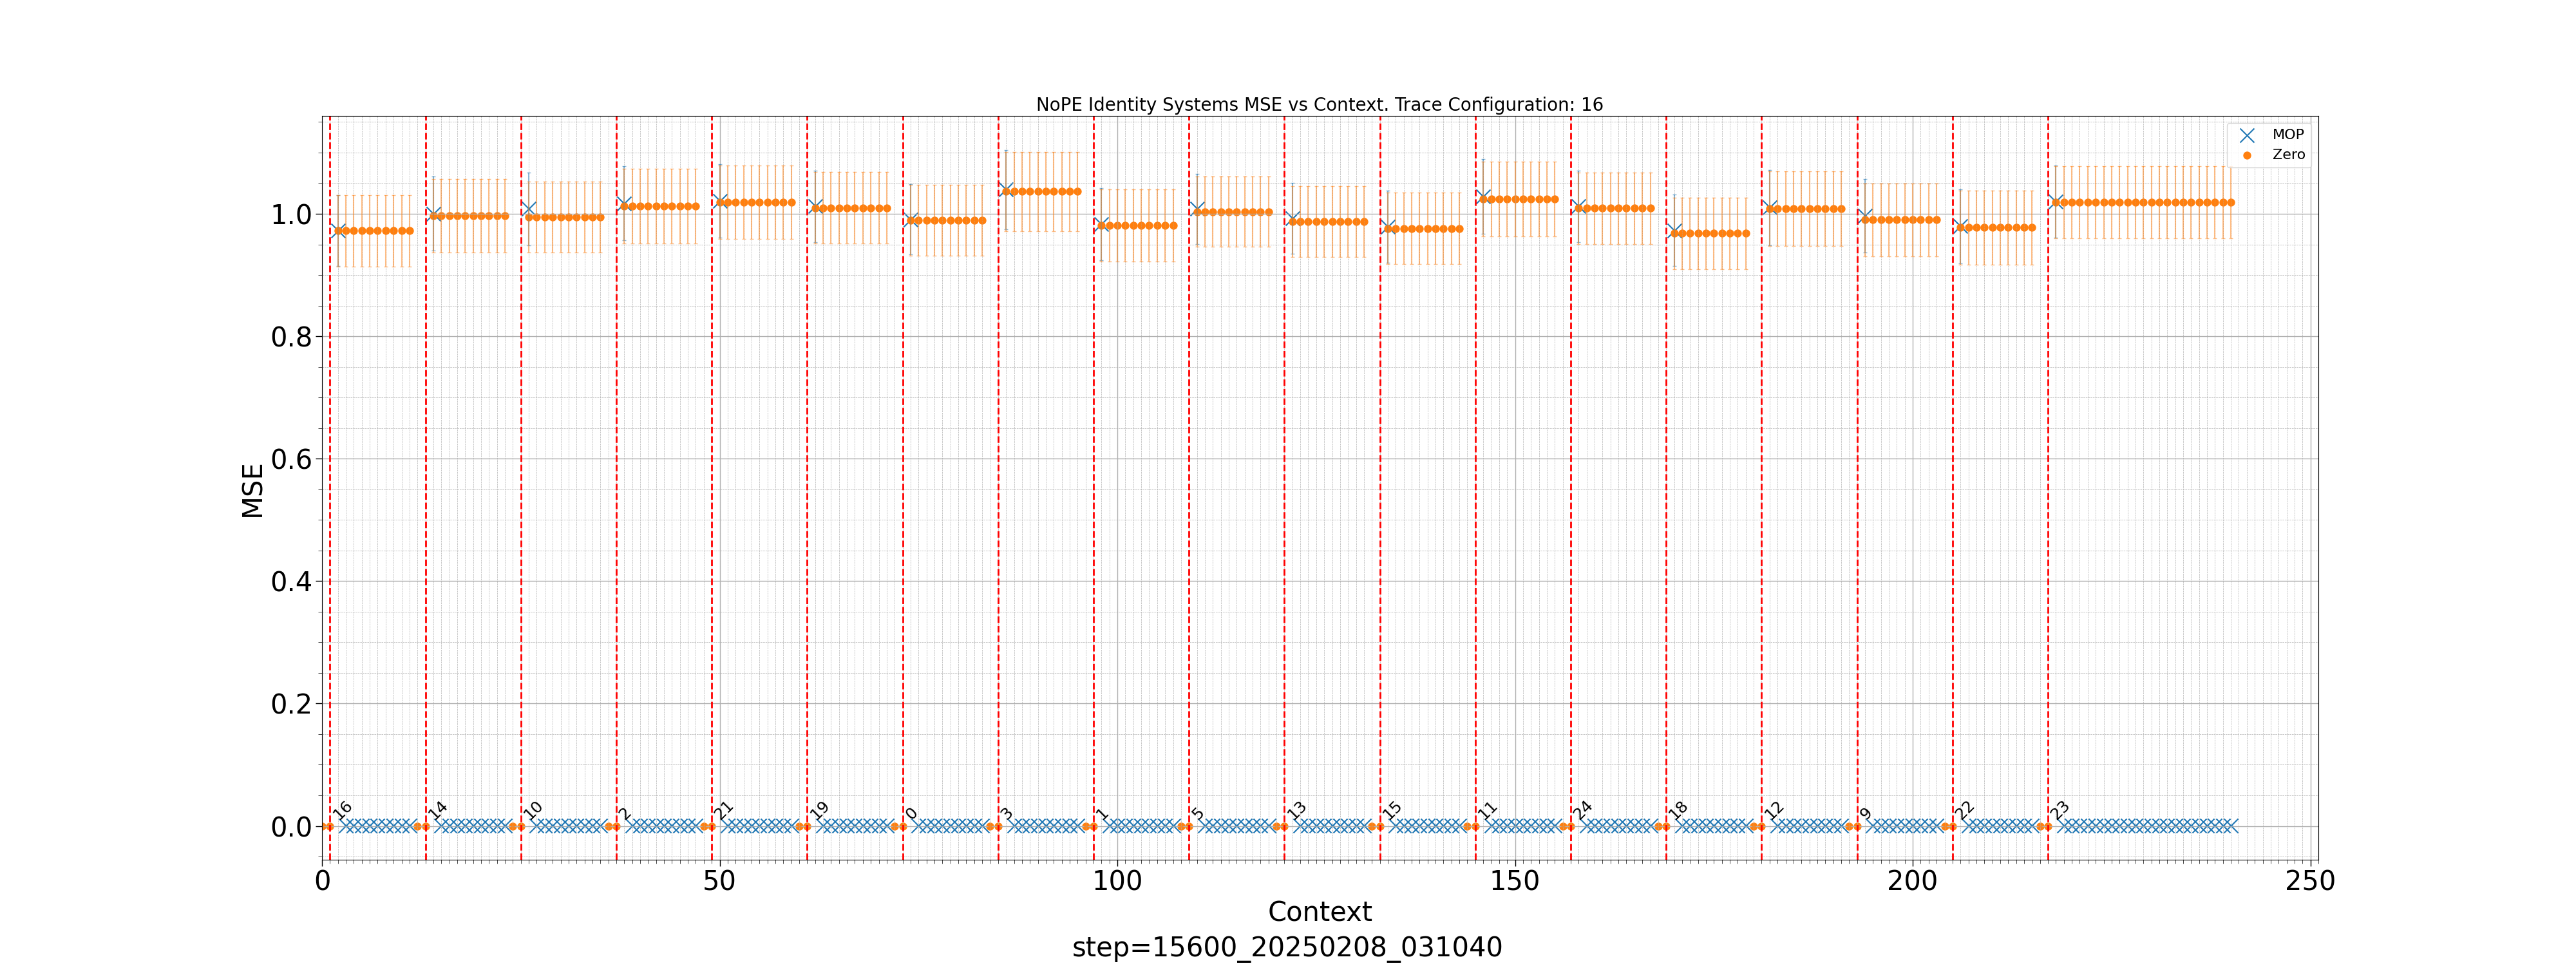 NoPE Identity Systems MSE vs Context. Trace Configuration: 16
MOP
Zero
1.0
0.8
0.6
0.4
0.2
0.0
MSE
16 14 10 2 21 19 0 3 1 5 13 15 11 24 18 12 9 22 23
0 50 100 150 200 250
Context
step=15600_20250208_031040